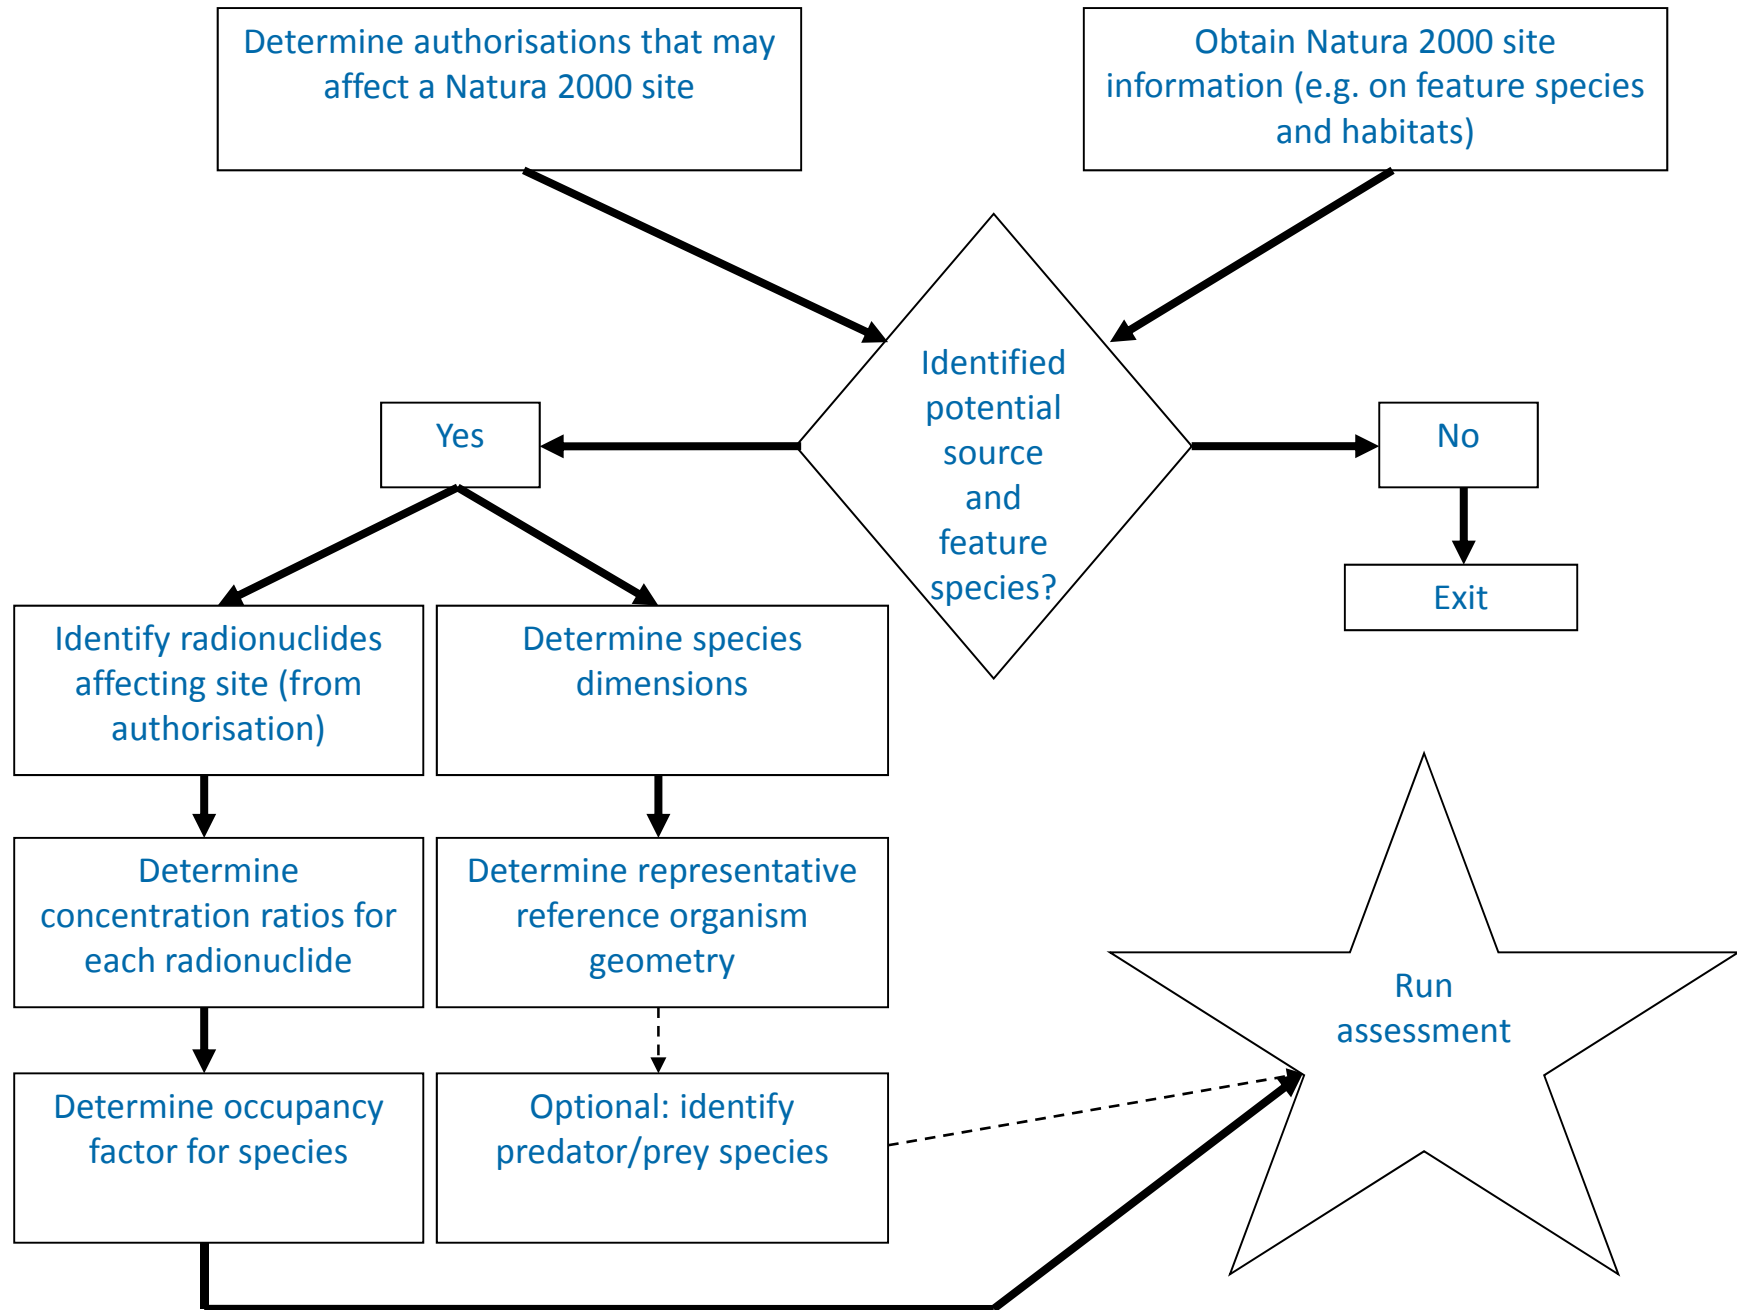 Determine authorisations that may
affect a Natura 2000 site
Obtain Natura 2000 site
information (e.g. on feature species
and habitats)
Identified
potential
source
and
feature
species?
Yes
No
Exit
Identify radionuclides
affecting site (from
authorisation)
Determine species
dimensions
Determine
concentration ratios for
each radionuclide
Determine representative
reference organism
geometry
Run
assessment
Determine occupancy
factor for species
Optional: identify
predator/prey species